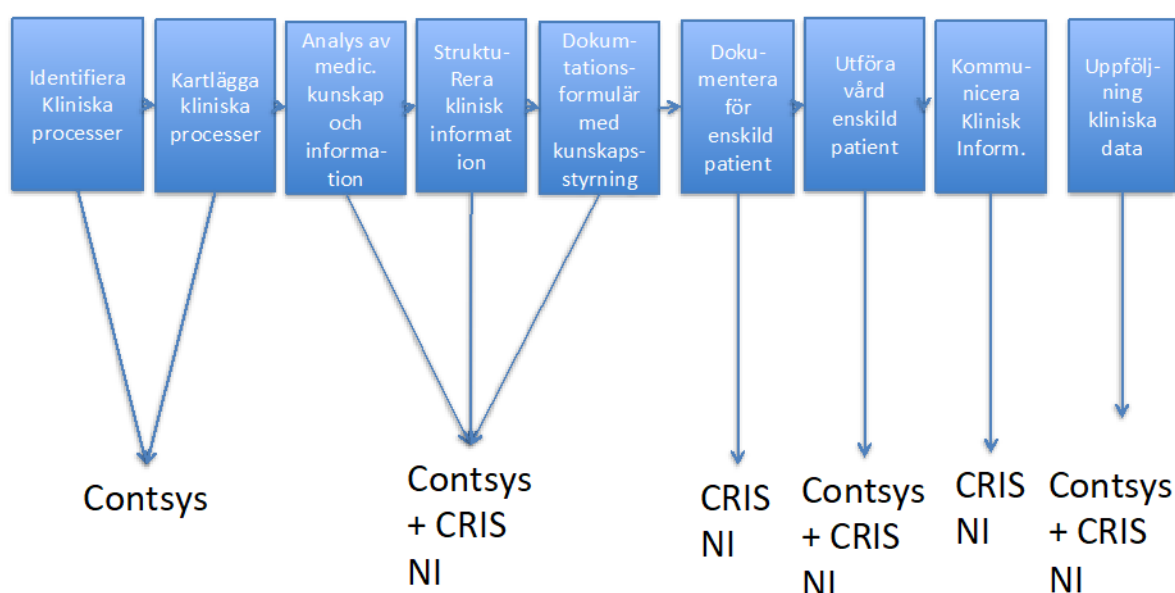 Identifiera
Kliniska
processer
Kartlägga
kliniska
processer
Analys av
medic.
kunskap
och
informa-
tion
Struktu-
Rera
klinisk
informat
ion
Dokum-
tations-
formulär
med
kunskaps-
styrning
Doku-
mentera
för
enskild
patient
Utföra
vård
enskild
patient
Kommu-
nicera
Klinisk
Inform.
Uppfölj-
ning
kliniska
data
Contsys
Contsys
+ CRIS
NI
CRIS
NI
Contsys
+ CRIS
NI
CRIS
NI
Contsys
+ CRIS
NI